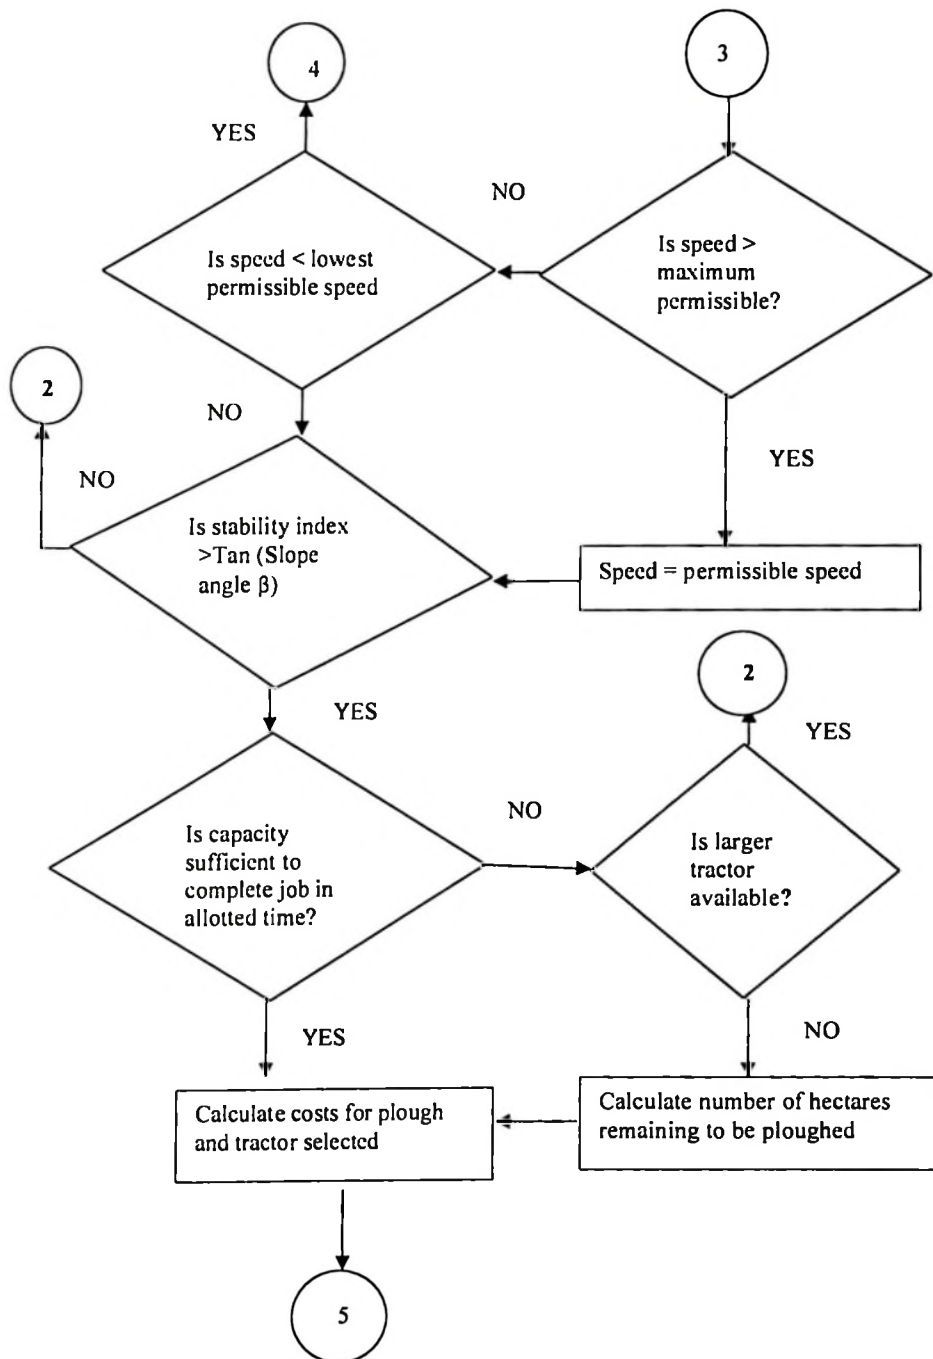 4
3
YES
NO
Is speed < lowest
permissible speed
Is speed >
maximum
permissible?
2
NO
NO
YES
Is stability index
>Tan (Slope
angle β)
Speed = permissible speed
2
YES
YES
NO
Is capacity
sufficient to
complete job in
allotted time?
Is larger
tractor
available?
YES
NO
Calculate costs for plough
and tractor selected
Calculate number of hectares
remaining to be ploughed
5